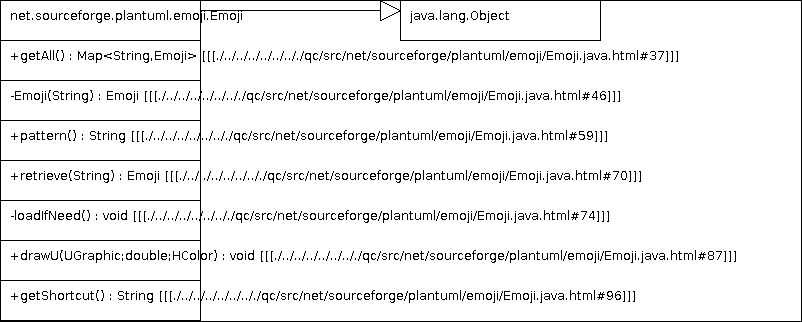 net.sourceforge.plantuml.emoji.Emoji java.lang.Object
+getAll() : Map<String,Emoji> [[[./../../../../../../../qc/src/net/sourceforge/plantuml/emoji/Emoji.java.html#37]]]
-Emoji(String) : Emoji [[[./../../../../../../../qc/src/net/sourceforge/plantuml/emoji/Emoji.java.html#46]]]
+pattern() : String [[[./../../../../../../../qc/src/net/sourceforge/plantuml/emoji/Emoji.java.html#59]]]
+retrieve(String) : Emoji [[[./../../../../../../../qc/src/net/sourceforge/plantuml/emoji/Emoji.java.html#70]]]
-loadIfNeed() : void [[[./../../../../../../../qc/src/net/sourceforge/plantuml/emoji/Emoji.java.html#74]]]
+drawU(UGraphic;double;HColor) : void [[[./../../../../../../../qc/src/net/sourceforge/plantuml/emoji/Emoji.java.html#87]]]
+getShortcut() : String [[[./../../../../../../../qc/src/net/sourceforge/plantuml/emoji/Emoji.java.html#96]]]